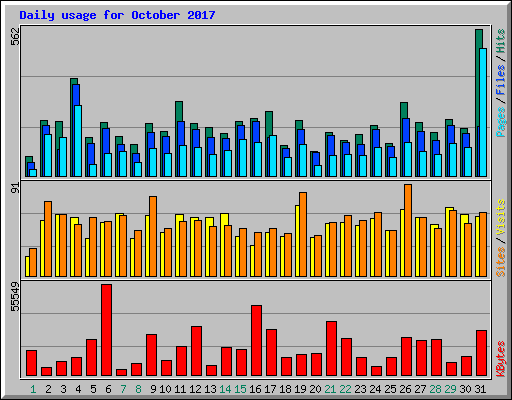 Daily usage for October 2017
562
Pages / Files / Hits
91
Sites / Visits
55549
KBytes
1 2 3 4 5 6 7 8 9 10 11 12 13 14 15 16 17 18 19 20 21 22 23 24 25 26 27 28 29 30 31